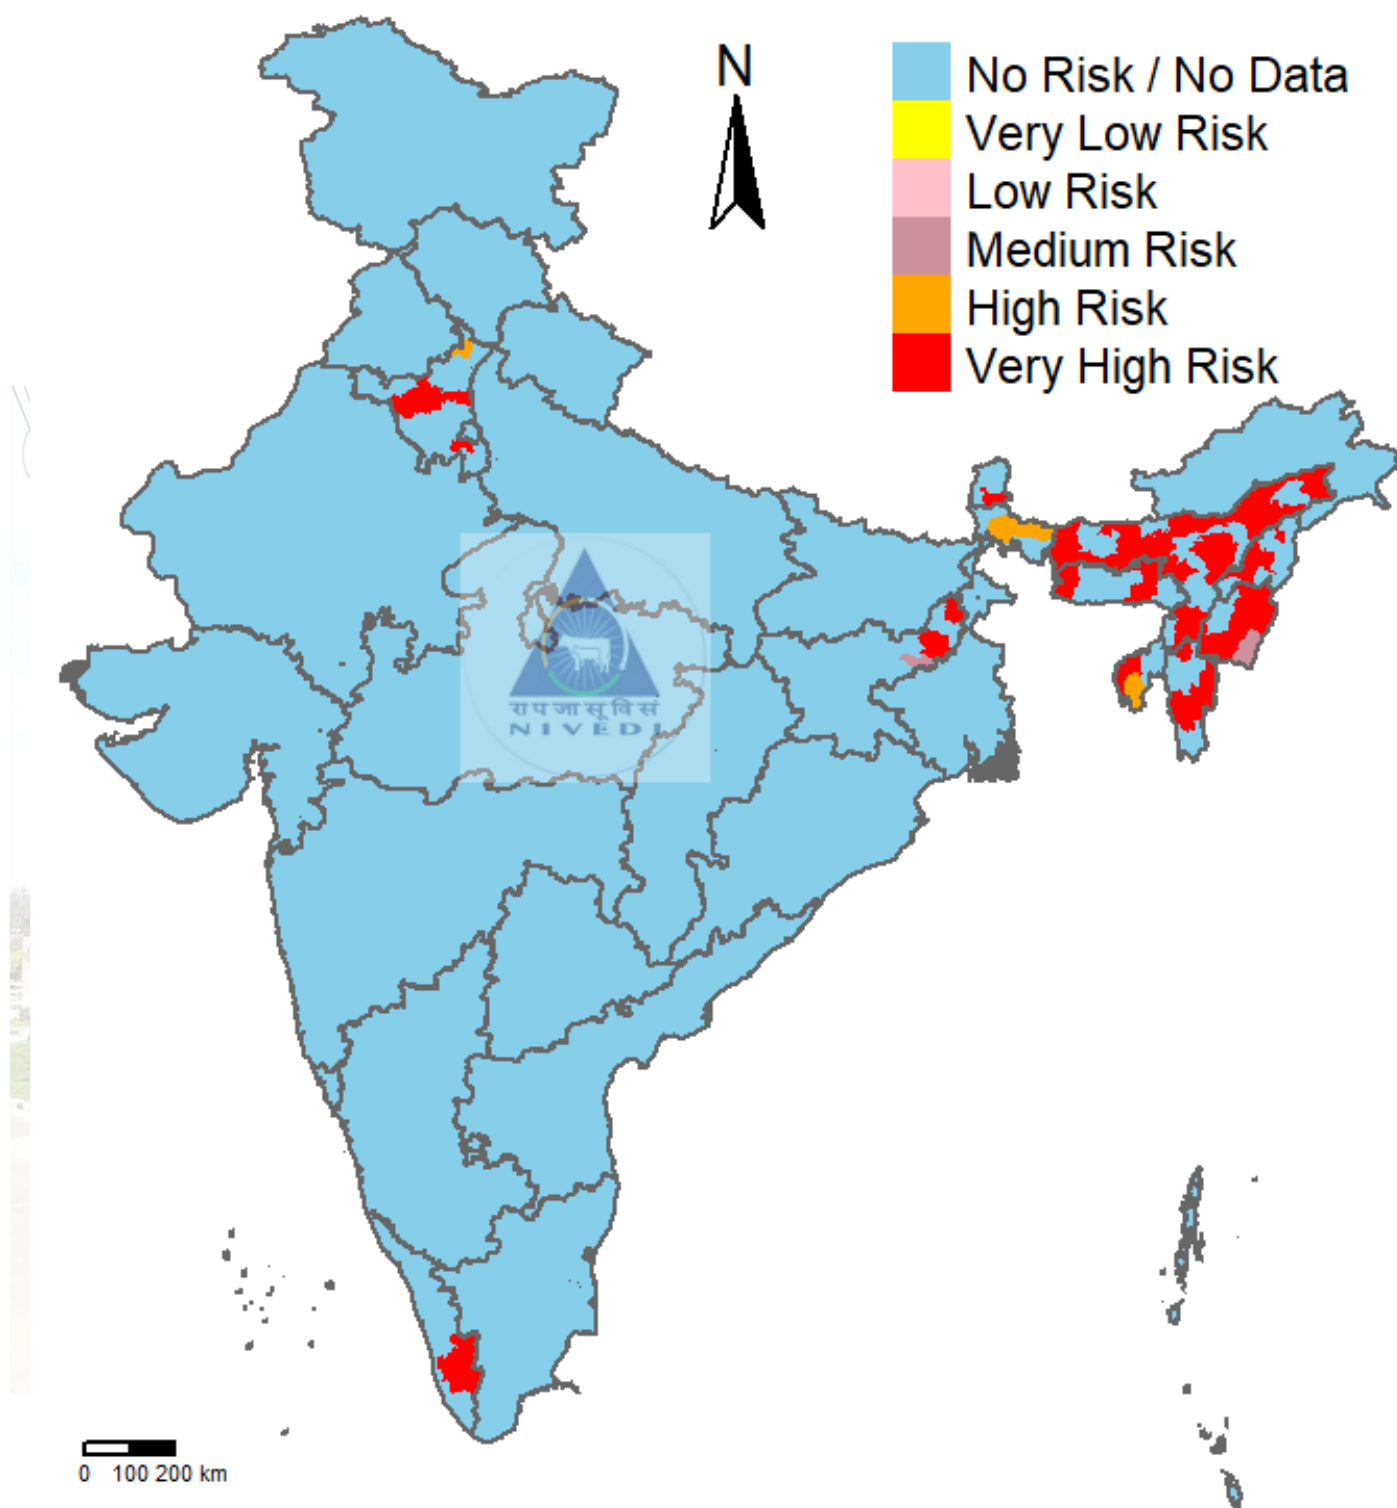 N
No Risk / No Data
Very Low Risk
Low Risk
Medium Risk
High Risk
Very High Risk
रापजासूविसं
NIVEDI
0 100 200 km